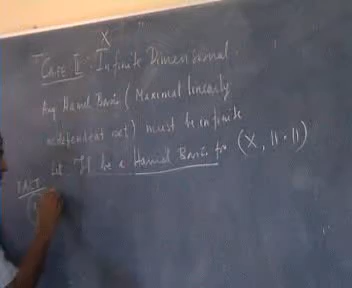 X
Case II: Infinite Dimensional.
Any Hamel Basis (Maximal linearly
independent set) must be infinite
Let H be a Hamel Basis for (X, ||·||)
FACT